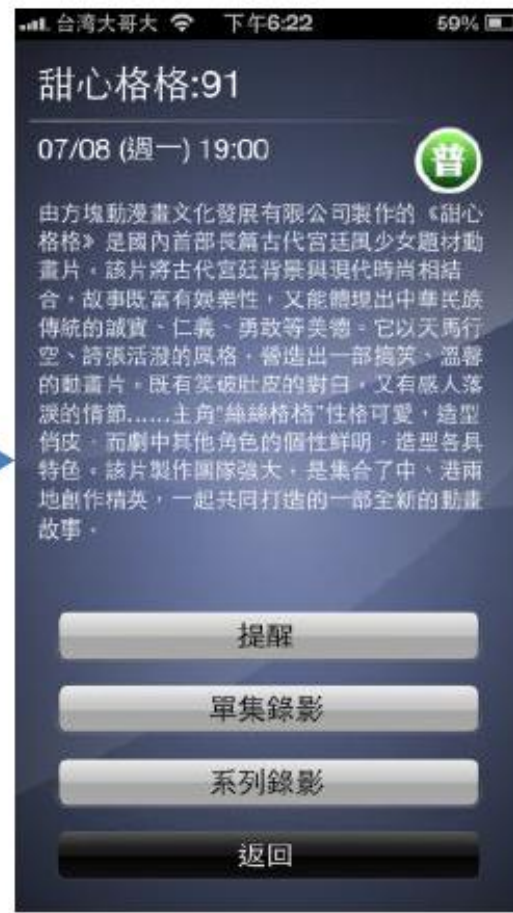 台湾大哥大 下午6:22 59%
甜心格格:91
07/08 (週一) 19:00
普
由方塊動漫畫文化發展有限公司製作的《甜心
格格》是國內首部長篇古代宮廷風少女題材動
畫片。該片將古代宮廷背景與現代時尚相結
合,故事既富有娛樂性,又能體現出中華民族
傳統的誠實、仁義、勇敢等美德。它以天馬行
空、誇張活潑的風格,營造出一部搞笑、溫馨
的動畫片。既有笑破肚皮的對白,又有感人落
淚的情節......主角"絲絲格格"性格可愛,造型
俏皮。而劇中其他角色的個性鮮明,造型各具
特色。該片製作團隊強大,是集合了中、港兩
地創作精英,一起共同打造的一部全新的動畫
故事。
提醒
單集錄影
系列錄影
返回